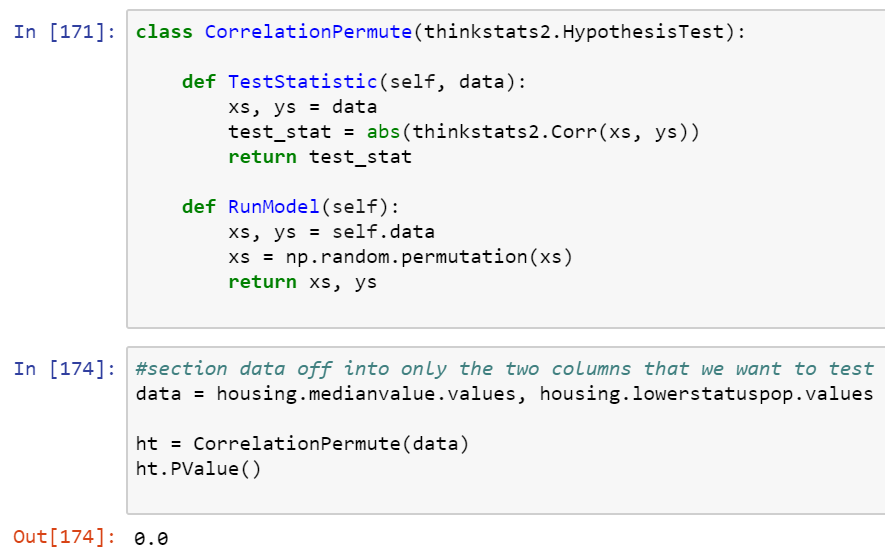 In [171]: class CorrelationPermute(thinkstats2.HypothesisTest):
def TestStatistic(self, data):
xs, ys = data
test_stat = abs(thinkstats2.Corr(xs, ys))
return test_stat
def RunModel(self):
xs, ys = self.data
xs = np.random.permutation(xs)
return xs, ys
In [174]: #section data off into only the two columns that we want to test
data = housing.medianvalue.values, housing.lowerstatuspop.values
ht = CorrelationPermute(data)
ht.PValue()
Out[174]: 0.0